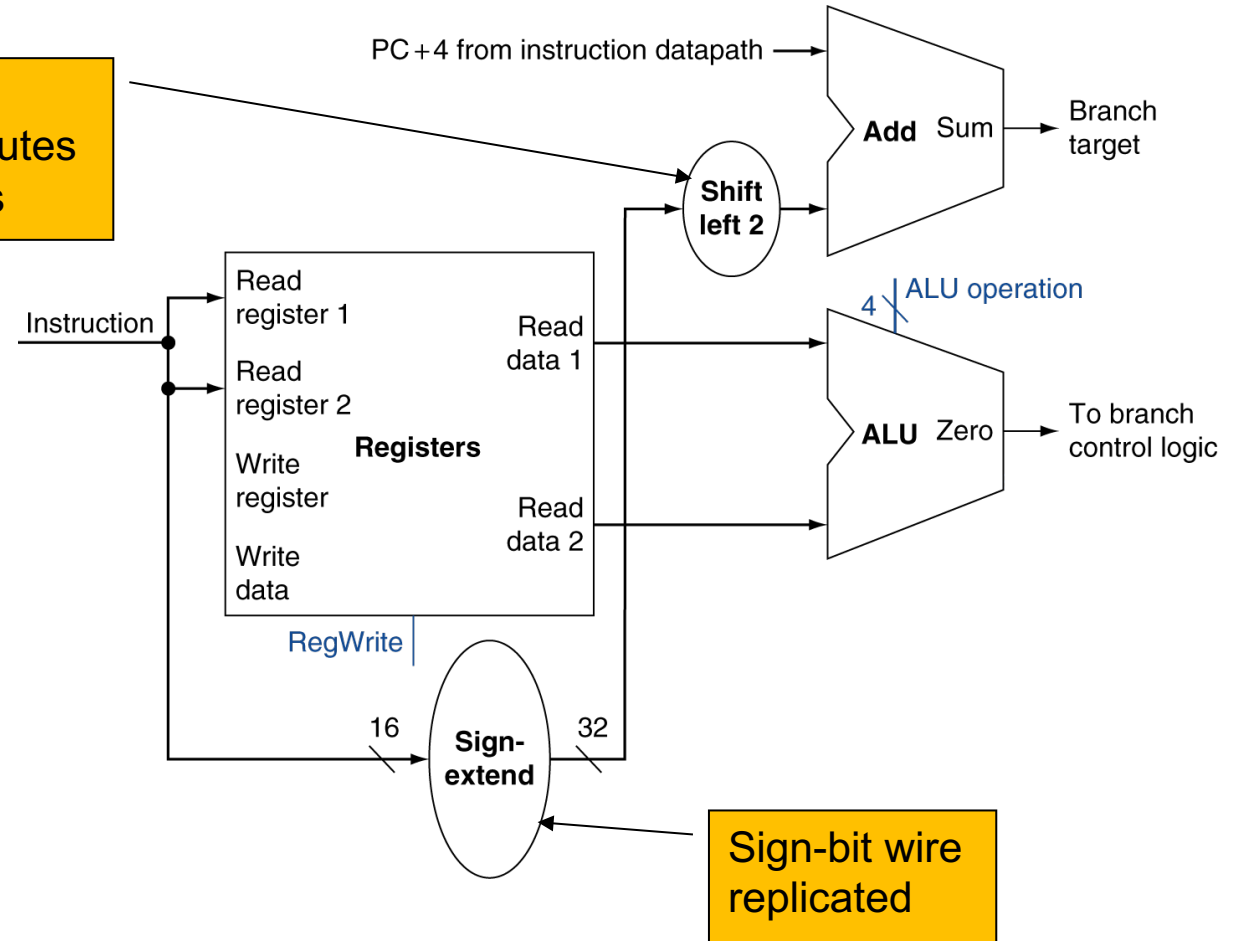 PC+4 from instruction datapath
Add Sum
Branch
target
Shift
left 2
Instruction
Read
register 1
Read
register 2
Write
register
Write
data
Registers
Read
data 1
Read
data 2
RegWrite
4
ALU operation
ALU Zero
To branch
control logic
16
Sign-
extend
32
Sign-bit wire
replicated